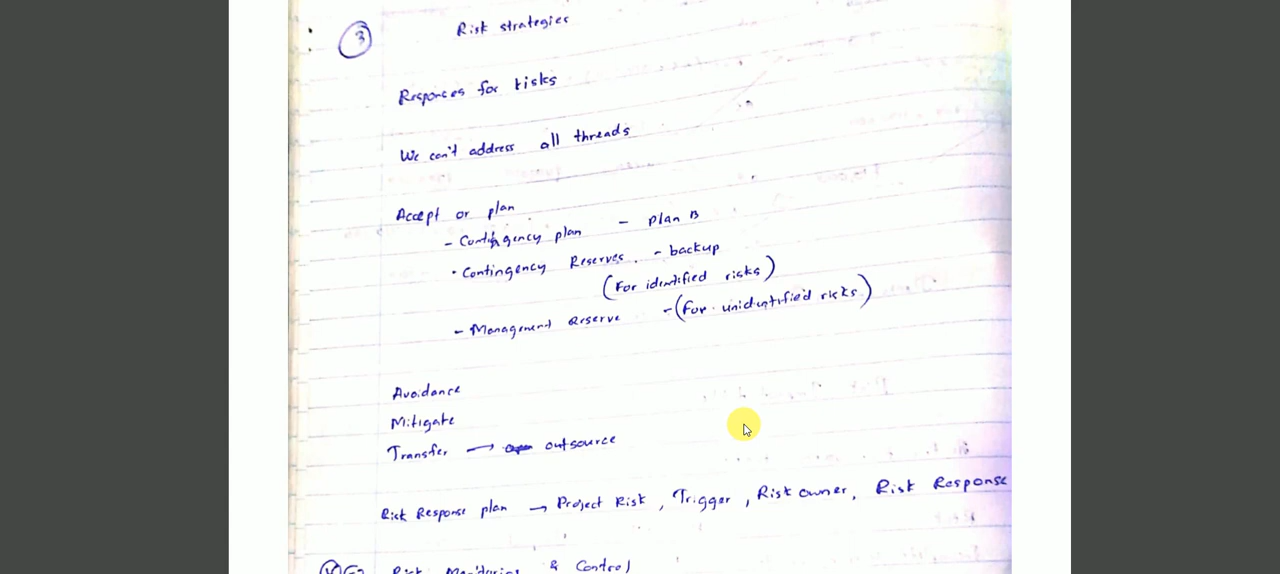 3 Risk strategies
Responces for risks
We can't address all threads
Accept or plan
- Contingency plan - plan B
• Contingency Reserves. - backup
(For identified risks)
- Management Reserve - (For unidentified risks)
Avoidance
Mitigate
Transfer → outsource
Risk Response plan → Project Risk, Trigger, Risk owner, Risk Response
Risk Monitoring & Control